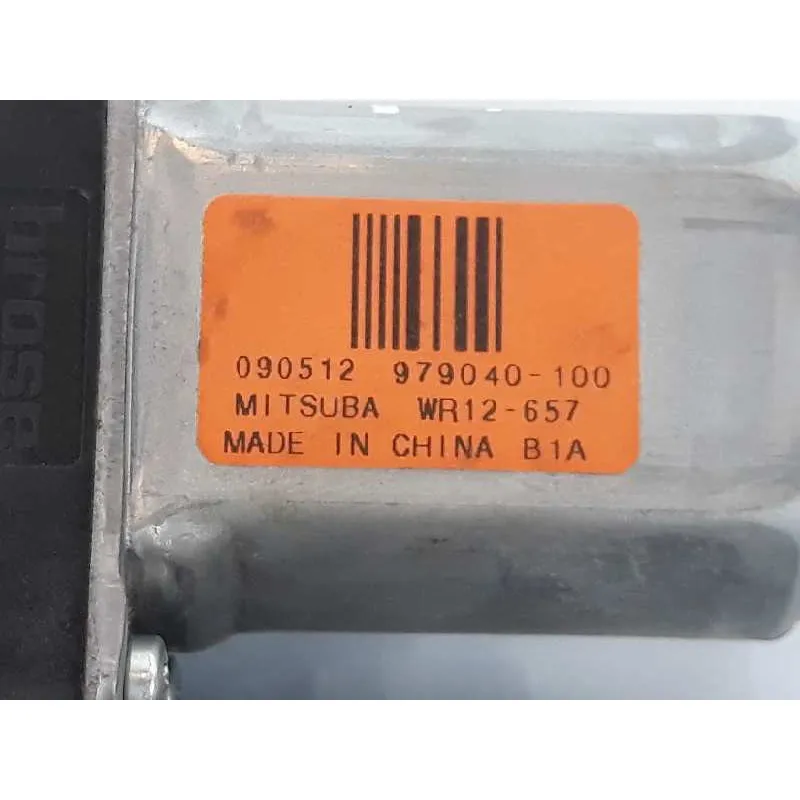 brose
090512 979040-100
MITSUBA WR12-657
MADE IN CHINA B1A